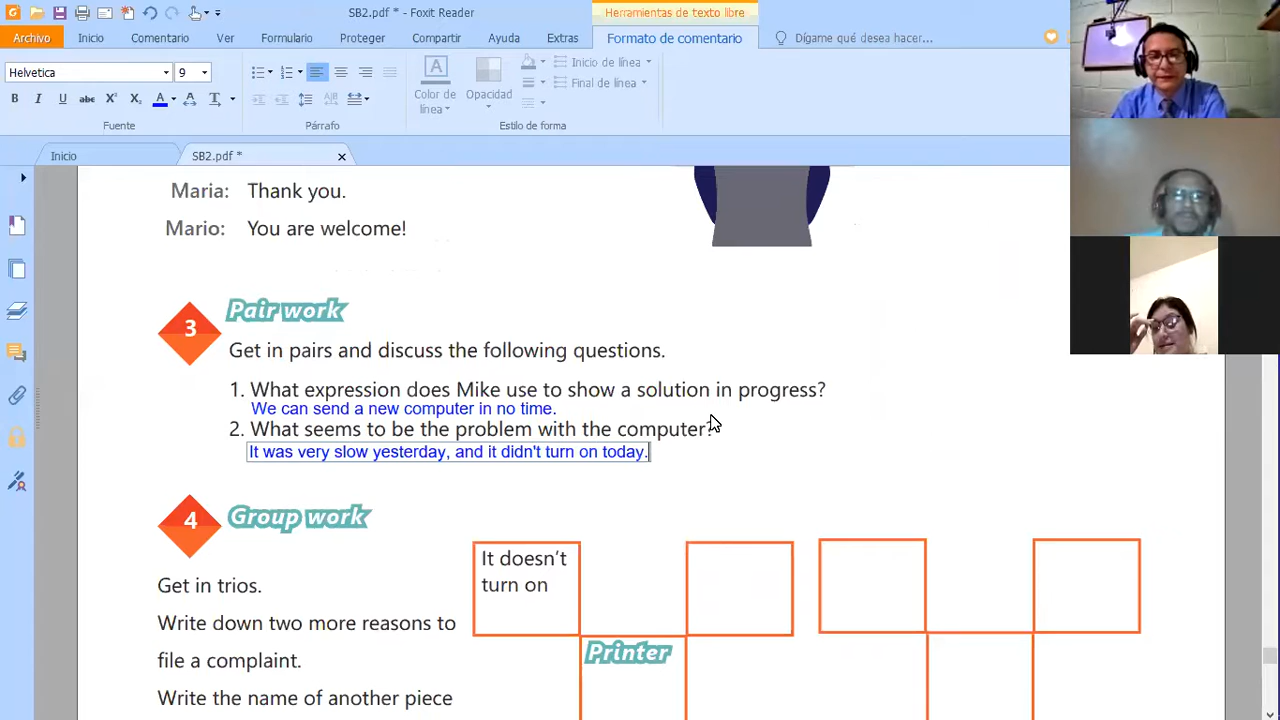 SB2.pdf * - Foxit Reader
Herramientas de texto libre
Archivo
Inicio
Comentario
Ver
Formulario
Proteger
Compartir
Ayuda
Extras
Formato de comentario
Dígame qué desea hacer...
Helvetica
9
Color de línea
Opacidad
Inicio de línea
Final de línea
Fuente
Párrafo
Estilo de forma
Inicio
SB2.pdf *
Maria: Thank you.
Mario: You are welcome!
3
Pair work
Get in pairs and discuss the following questions.
1. What expression does Mike use to show a solution in progress?
We can send a new computer in no time.
2. What seems to be the problem with the computer?
It was very slow yesterday, and it didn't turn on today.
4
Group work
Get in trios.
Write down two more reasons to
file a complaint.
Write the name of another piece
It doesn't
turn on
Printer